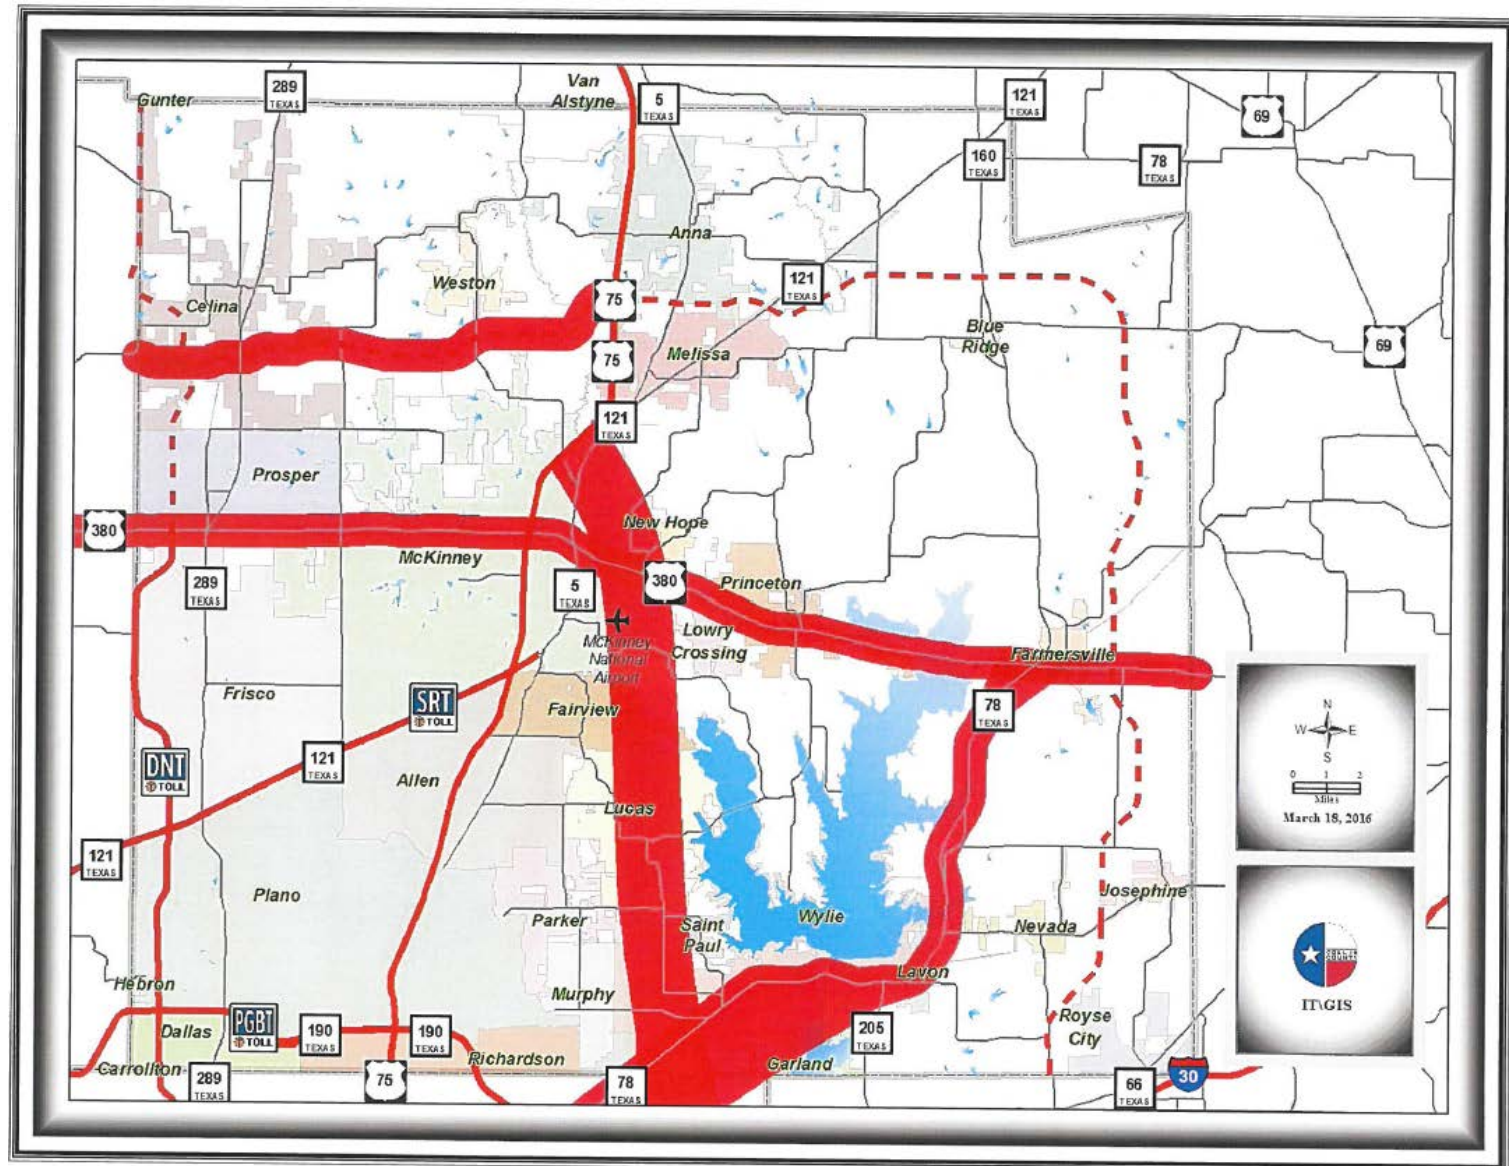 289
TEXAS
Gunter
Van
Alstyne
5
TEXAS
121
TEXAS
69
160
TEXAS
78
TEXAS
Anna
Weston
121
TEXAS
75
Celina
Blue
Ridge
69
75
Melissa
121
TEXAS
Prosper
380
New Hope
McKinney
289
TEXAS
5
TEXAS
380
Princeton
McKinney
National
Airport
Lowry
Crossing
Farmersville
Frisco
SRT
TOLL
Fairview
78
TEXAS
N
W E
S
0 1 2
Miles
March 18, 2016
DNT
TOLL
121
TEXAS
Allen
Lucas
121
TEXAS
Plano
Parker
Saint
Paul
Wylie
Nevada
Josephine
IT\GIS
Hebron
Lavon
Murphy
Dallas
PGBT
TOLL
190
TEXAS
190
TEXAS
205
TEXAS
Royse
City
Carrollton
289
TEXAS
75
Richardson
78
TEXAS
Garland
66
TEXAS
30